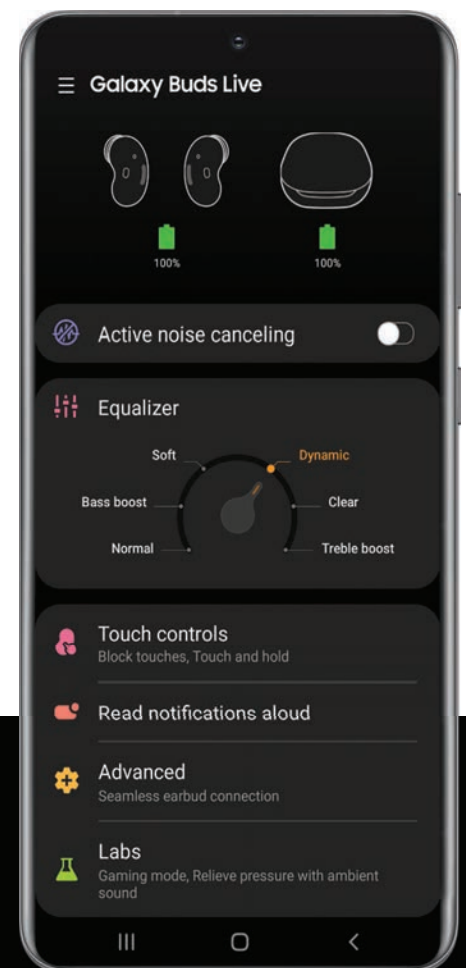 Galaxy Buds Live
100%
100%
Active noise canceling
Equalizer
Soft
Dynamic
Bass boost
Clear
Normal
Treble boost
Touch controls
Block touches, Touch and hold
Read notifications aloud
Advanced
Seamless earbud connection
Labs
Gaming mode, Relieve pressure with ambient
sound